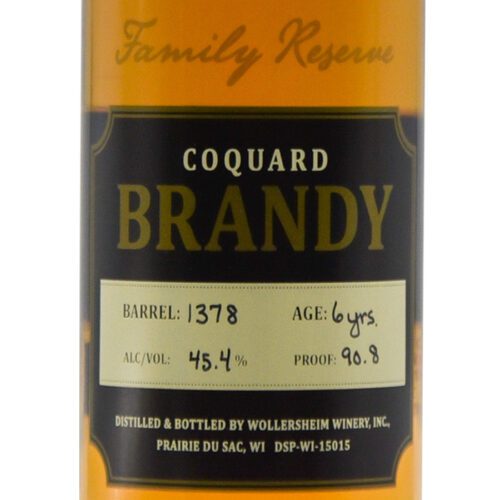 Family Reserve
COQUARD
BRANDY
BARREL: 1378 AGE: 6 yrs.
ALC/VOL: 45.4% PROOF: 90.8
DISTILLED & BOTTLED BY WOLLERSHEIM WINERY, INC.,
PRAIRIE DU SAC, WI DSP-WI-15015